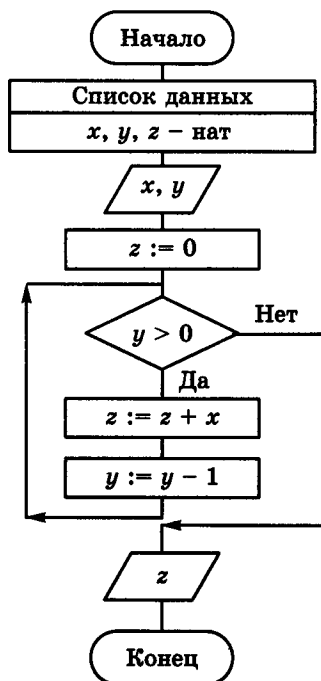 Начало
Список данных
x, y, z – нат
x, y
z := 0
y > 0
Нет
Да
z := z + x
y := y – 1
z
Конец